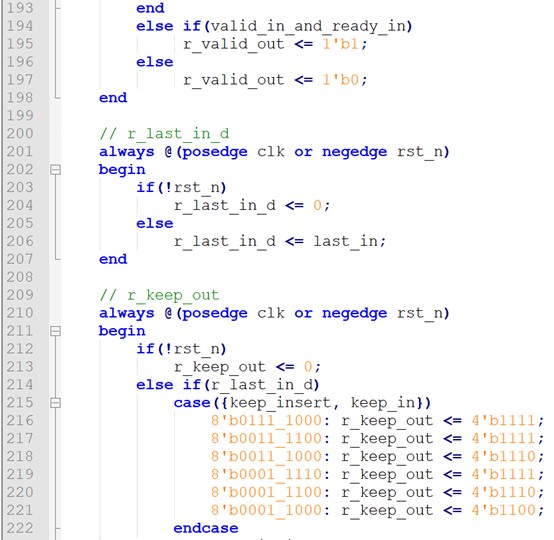 193 end
194 else if(valid_in_and_ready_in)
195 r_valid_out <= 1'b1;
196 else
197 r_valid_out <= 1'b0;
198 end
199
200 // r_last_in_d
201 always @(posedge clk or negedge rst_n)
202 begin
203 if(!rst_n)
204 r_last_in_d <= 0;
205 else
206 r_last_in_d <= last_in;
207 end
208
209 // r_keep_out
210 always @(posedge clk or negedge rst_n)
211 begin
212 if(!rst_n)
213 r_keep_out <= 0;
214 else if(r_last_in_d)
215 case({keep_insert, keep_in})
216 8'b0111_1000: r_keep_out <= 4'b1111;
217 8'b0011_1100: r_keep_out <= 4'b1111;
218 8'b0011_1000: r_keep_out <= 4'b1110;
219 8'b0001_1110: r_keep_out <= 4'b1111;
220 8'b0001_1100: r_keep_out <= 4'b1110;
221 8'b0001_1000: r_keep_out <= 4'b1100;
222 endcase